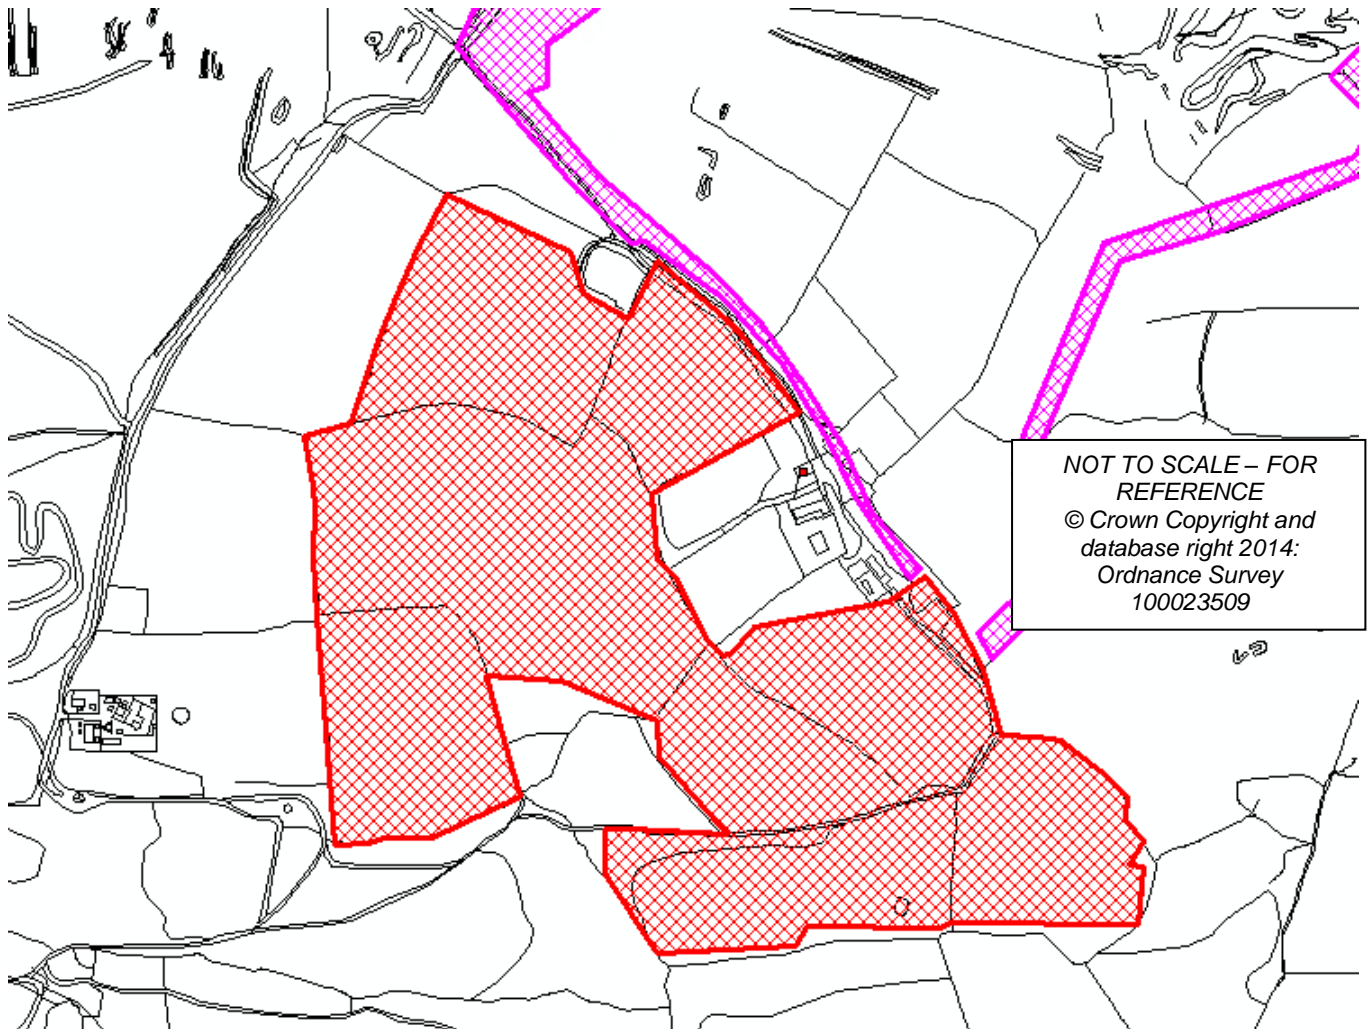 NOT TO SCALE – FOR
REFERENCE
© Crown Copyright and
database right 2014:
Ordnance Survey
100023509